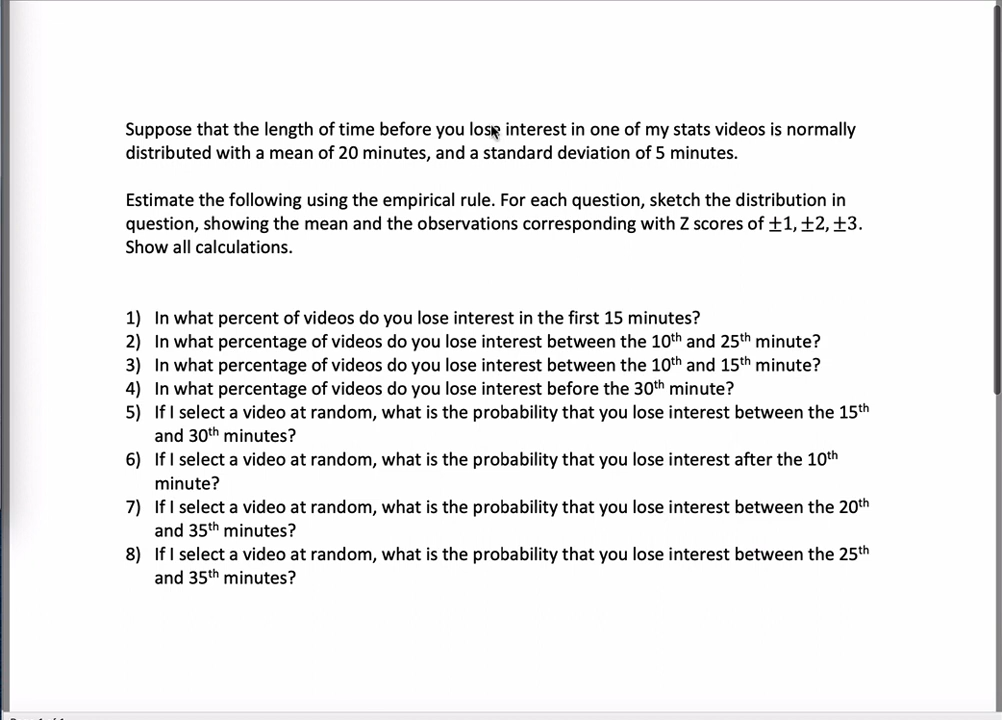 Suppose that the length of time before you lose interest in one of my stats videos is normally
distributed with a mean of 20 minutes, and a standard deviation of 5 minutes.
Estimate the following using the empirical rule. For each question, sketch the distribution in
question, showing the mean and the observations corresponding with Z scores of ±1, ±2, ±3.
Show all calculations.
1) In what percent of videos do you lose interest in the first 15 minutes?
2) In what percentage of videos do you lose interest between the 10th and 25th minute?
3) In what percentage of videos do you lose interest between the 10th and 15th minute?
4) In what percentage of videos do you lose interest before the 30th minute?
5) If I select a video at random, what is the probability that you lose interest between the 15th
and 30th minutes?
6) If I select a video at random, what is the probability that you lose interest after the 10th
minute?
7) If I select a video at random, what is the probability that you lose interest between the 20th
and 35th minutes?
8) If I select a video at random, what is the probability that you lose interest between the 25th
and 35th minutes?